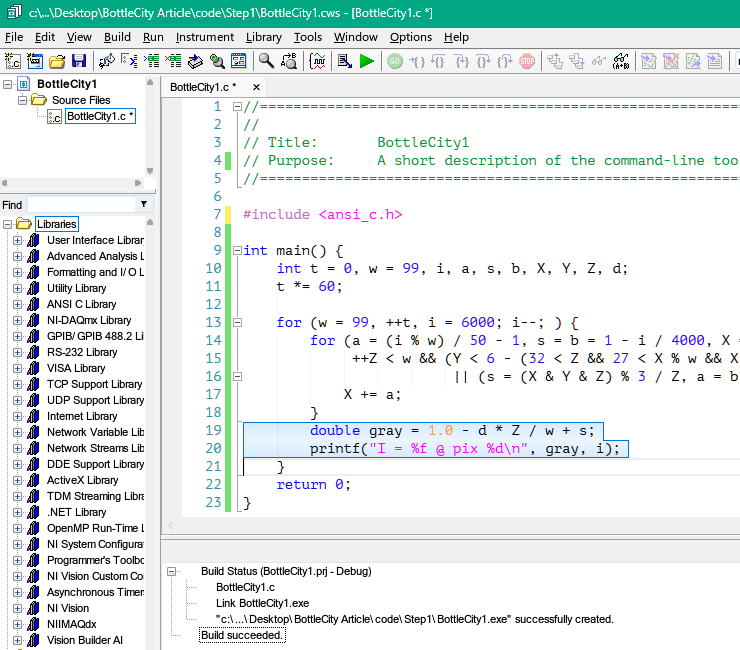 c:\...\Desktop\BottleCity Article\code\Step1\BottleCity1.cws - [BottleCity1.c *]
File Edit View Build Run Instrument Library Tools Window Options Help
BottleCity1
Source Files
BottleCity1.c *
Find
Libraries
User Interface Librar
Advanced Analysis L
Formatting and I/O L
Utility Library
ANSI C Library
NI-DAQmx Library
GPIB/GPIB 488.2 Li
RS-232 Library
VISA Library
TCP Support Library
UDP Support Library
Internet Library
Network Variable Lib
Network Streams Lib
DDE Support Library
ActiveX Library
TDM Streaming Libra
.NET Library
OpenMP Run-Time L
NI System Configurat
Programmer's Toolbo
NI Vision Custom Co
Asynchronous Timers
NI Vision
NIIMAQdx
Vision Builder AI
BottleCity1.c * ×
1 //==========================================================
2 //
3 // Title:       BottleCity1
4 // Purpose:     A short description of the command-line too
5 //==========================================================
6
7 #include <ansi_c.h>
8
9 int main() {
10     int t = 0, w = 99, i, a, s, b, X, Y, Z, d;
11     t *= 60;
12
13     for (w = 99, ++t, i = 6000; i--; ) {
14         for (a = (i % w) / 50 - 1, s = b = 1 - i / 4000, X =
15              ++Z < w && (Y < 6 - (32 < Z && 27 < X % w && X
16                          || (s = (X & Y & Z) % 3 / Z, a = b
17             X += a;
18         }
19         double gray = 1.0 - d * Z / w + s;
20         printf("I = %f @ pix %d\n", gray, i);
21     }
22     return 0;
23 }
Build Status (BottleCity1.prj - Debug)
BottleCity1.c
Link BottleCity1.exe
"c:\...\Desktop\BottleCity Article\code\Step1\BottleCity1.exe" successfully created.
Build succeeded.